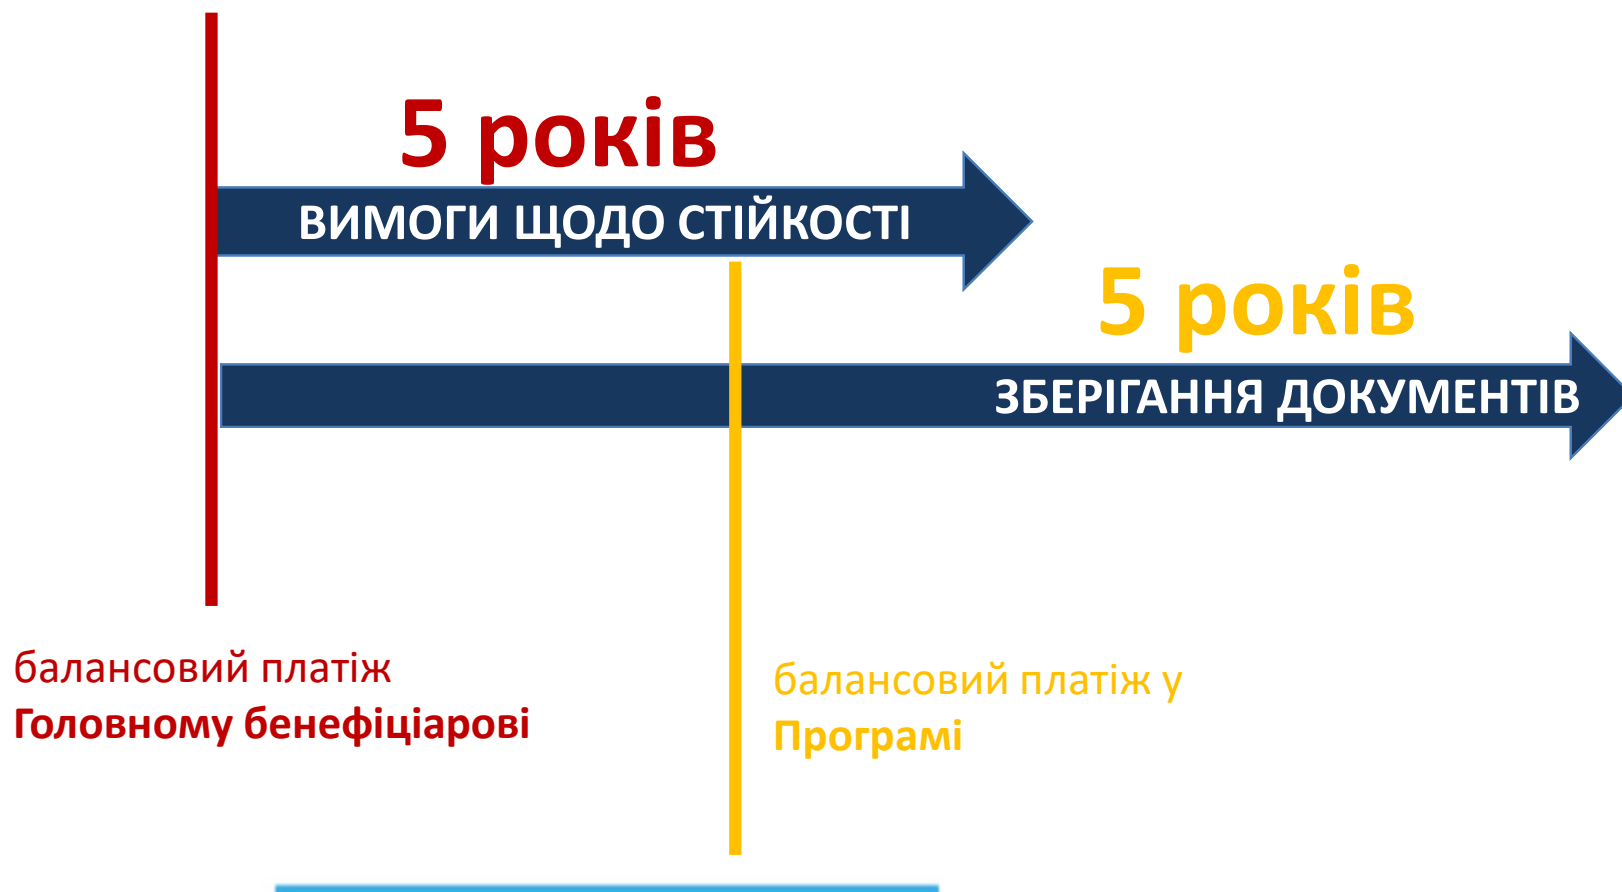 5 років
ВИМОГИ ЩОДО СТІЙКОСТІ
5 років
ЗБЕРІГАННЯ ДОКУМЕНТІВ
балансовий платіж
Головному бенефіціарові
балансовий платіж у
Програмі